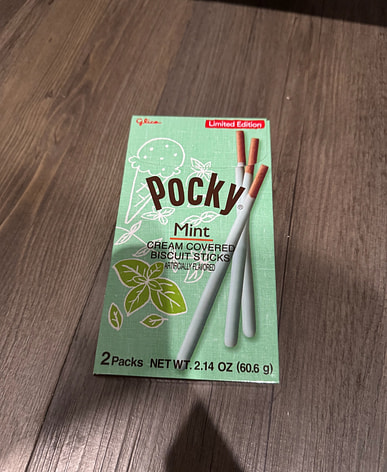 Glico
Limited Edition
Pocky
Mint
CREAM COVERED
BISCUIT STICKS
ARTIFICIALLY FLAVORED
2 Packs NET WT. 2.14 OZ (60.6 g)